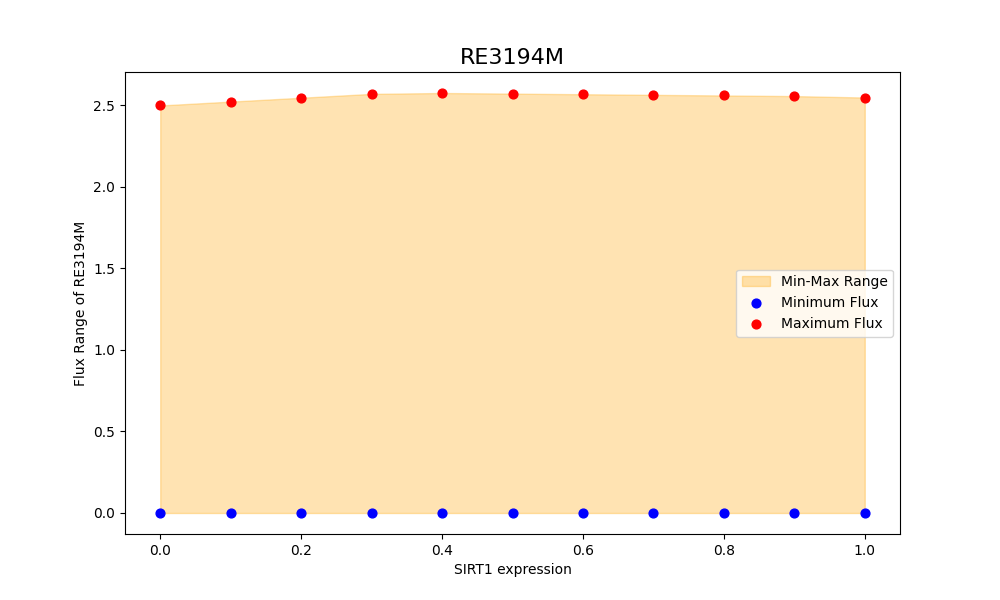 RE3194M
Flux Range of RE3194M
2.5
2.0
1.5
1.0
0.5
0.0
Min-Max Range
Minimum Flux
Maximum Flux
0.0 0.2 0.4 0.6 0.8 1.0
SIRT1 expression